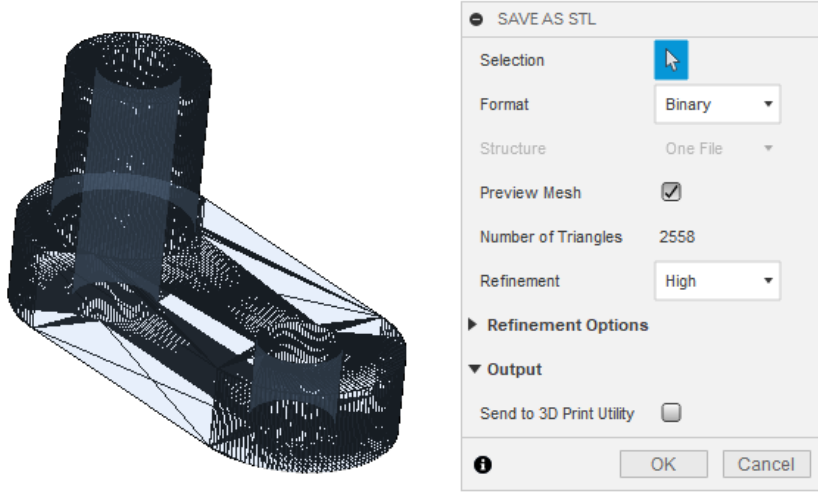 SAVE AS STL
Selection
Format Binary
Structure One File
Preview Mesh
Number of Triangles 2558
Refinement High
Refinement Options
Output
Send to 3D Print Utility
OK Cancel